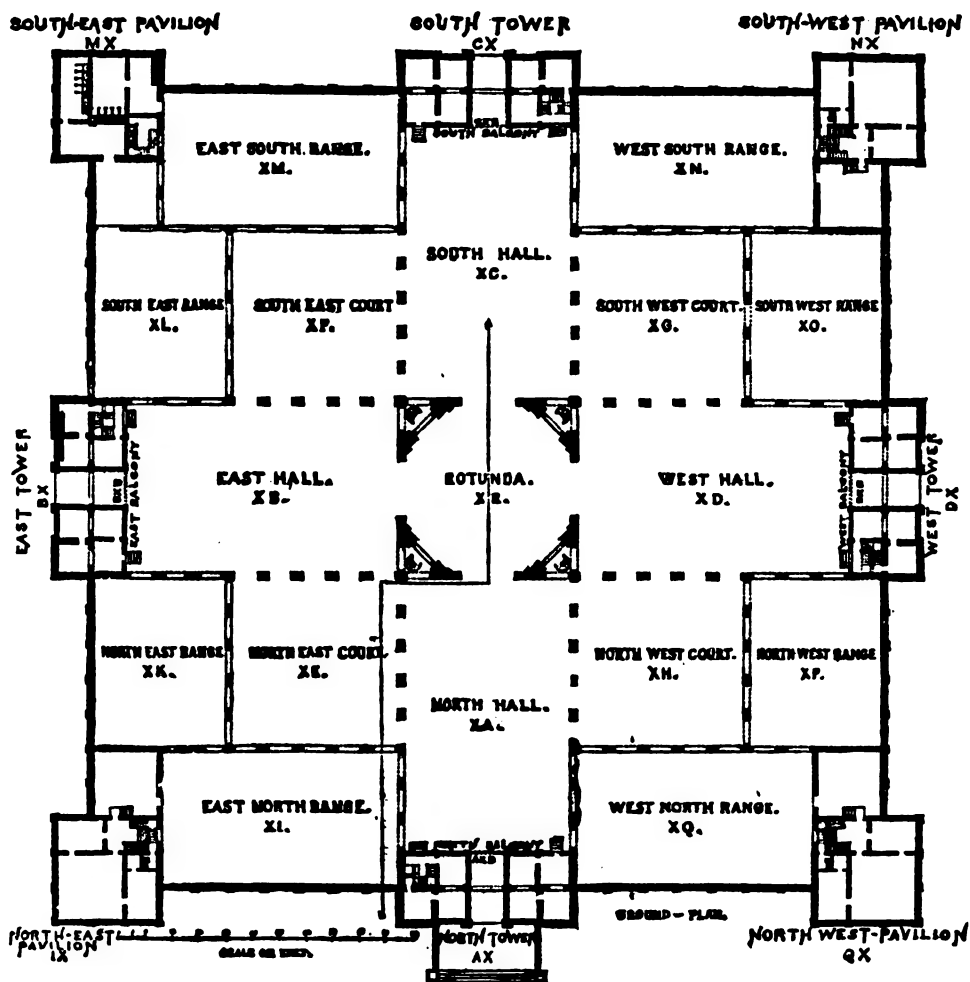 SOUTH-EAST PAVILION
MX
SOUTH TOWER
CX
SOUTH-WEST PAVILION
NX
SOUTH BALCONY
EAST SOUTH. RANGE.
XM.
WEST SOUTH RANGE.
XN.
SOUTH HALL.
XC.
SOUTH EAST RANGE
XL.
SOUTH EAST COURT
XF.
SOUTH WEST COURT.
XG.
SOUTH WEST RANGE
XO.
EAST TOWER
BX
EAST BALCONY
EAST HALL.
XB.
ROTUNDA.
XR.
WEST HALL.
XD.
WEST BALCONY
WEST TOWER
DX
NORTH EAST RANGE
XK.
NORTH EAST COURT.
XE.
NORTH WEST COURT.
XH.
NORTH WEST RANGE
XP.
NORTH HALL.
XA.
EAST NORTH RANGE.
XI.
WEST NORTH RANGE.
XQ.
NORTH BALCONY
GROUND-PLAN.
NORTH-EAST
PAVILION
IX
NORTH TOWER
AX
NORTH WEST-PAVILION
QX